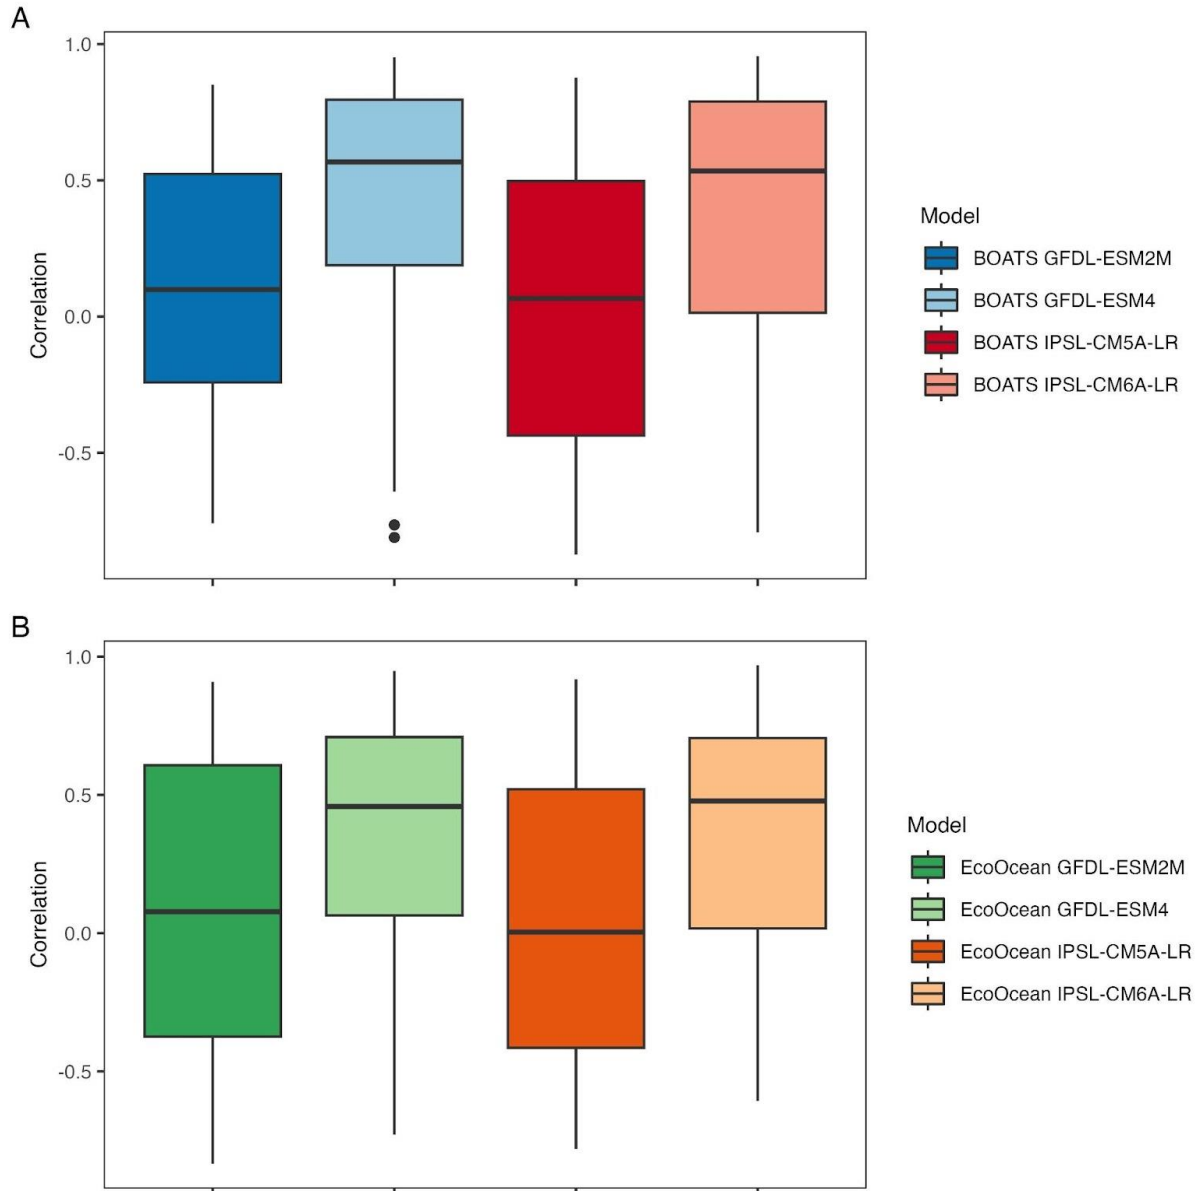 A
1.0
0.5
0.0
-0.5
Correlation
Model
BOATS GFDL-ESM2M
BOATS GFDL-ESM4
BOATS IPSL-CM5A-LR
BOATS IPSL-CM6A-LR
B
1.0
0.5
0.0
-0.5
Correlation
Model
EcoOcean GFDL-ESM2M
EcoOcean GFDL-ESM4
EcoOcean IPSL-CM5A-LR
EcoOcean IPSL-CM6A-LR